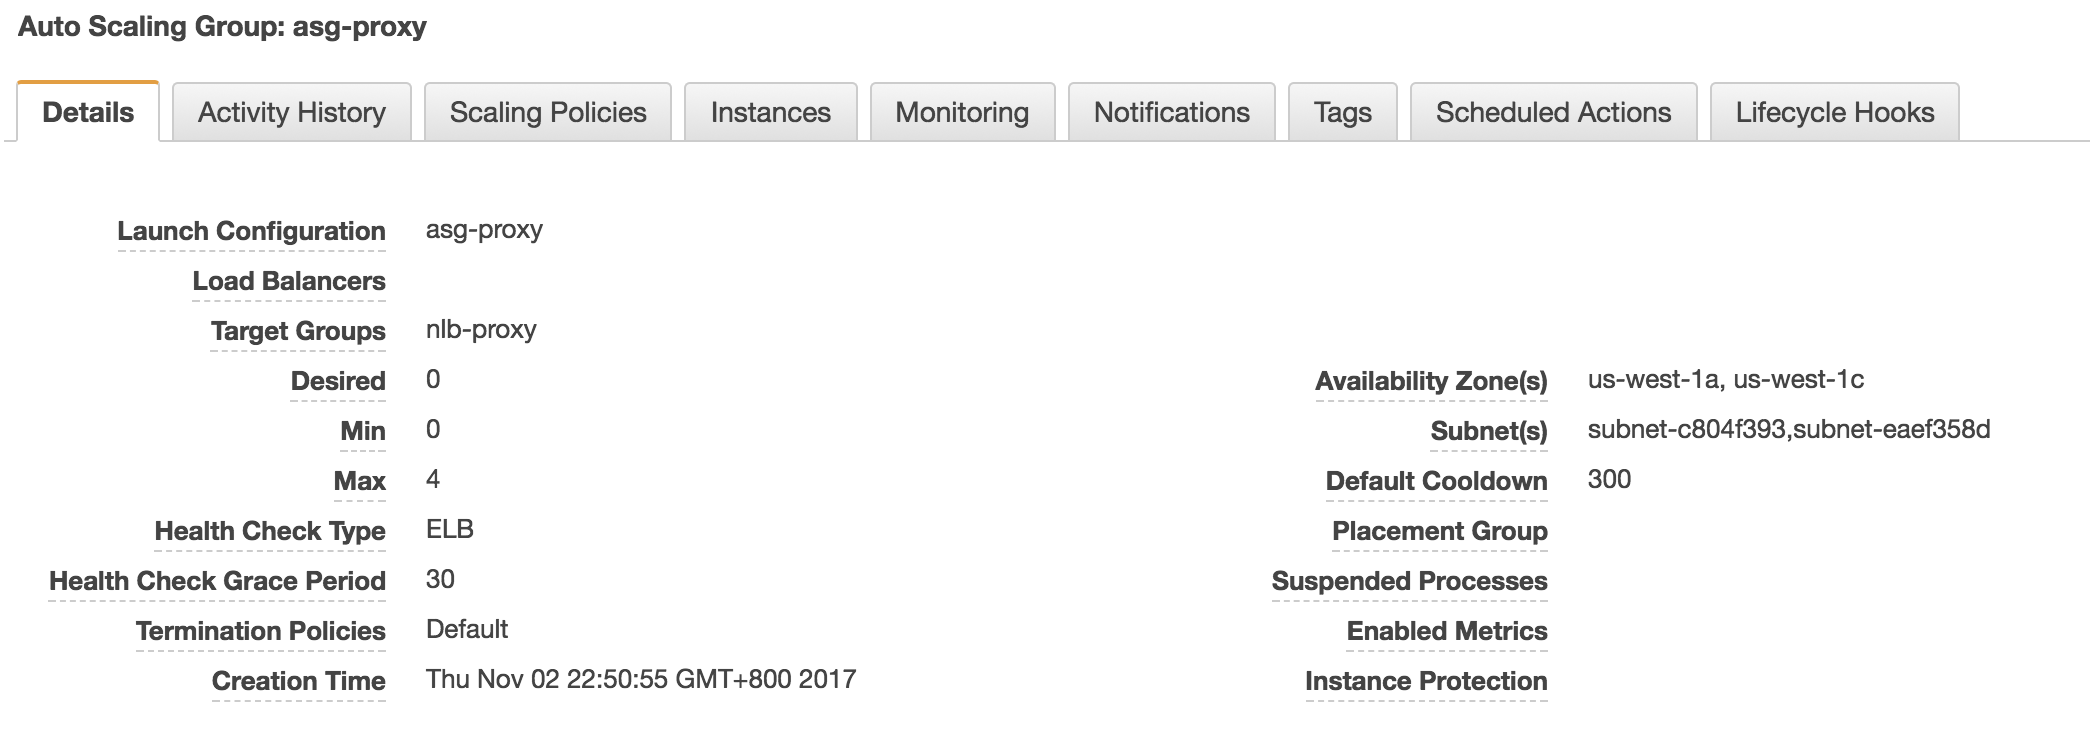 Auto Scaling Group: asg-proxy
Details Activity History Scaling Policies Instances Monitoring Notifications Tags Scheduled Actions Lifecycle Hooks
Launch Configuration asg-proxy
Load Balancers
Target Groups nlb-proxy
Desired 0
Min 0
Max 4
Health Check Type ELB
Health Check Grace Period 30
Termination Policies Default
Creation Time Thu Nov 02 22:50:55 GMT+800 2017
Availability Zone(s) us-west-1a, us-west-1c
Subnet(s) subnet-c804f393,subnet-eaef358d
Default Cooldown 300
Placement Group
Suspended Processes
Enabled Metrics
Instance Protection